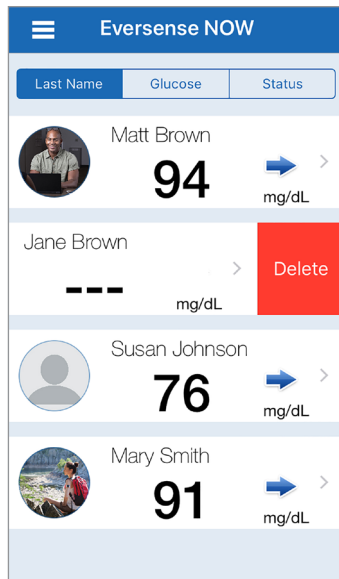 Eversense NOW
Last Name Glucose Status
Matt Brown
94
mg/dL
Jane Brown
---
mg/dL
Delete
Susan Johnson
76
mg/dL
Mary Smith
91
mg/dL